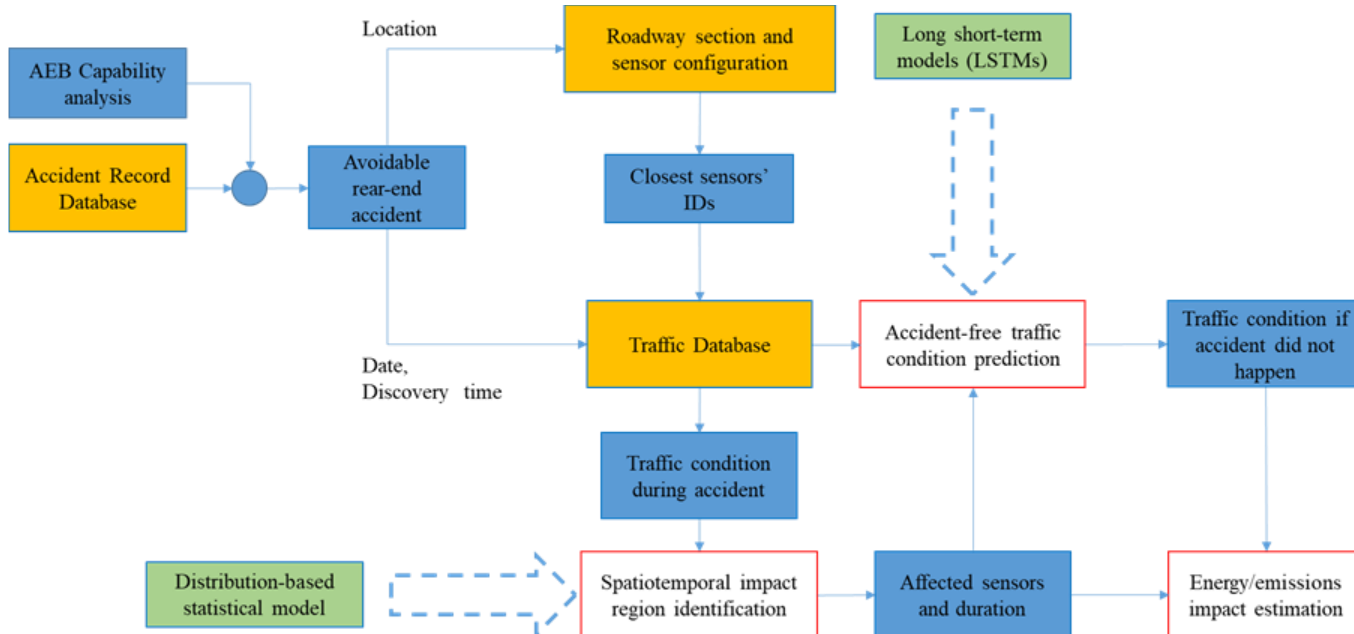 Location
Roadway section and
sensor configuration
Long short-term
models (LSTMs)
AEB Capability
analysis
Accident Record
Database
Avoidable
rear-end
accident
Closest sensors'
IDs
Date,
Discovery time
Traffic Database
Accident-free traffic
condition prediction
Traffic condition if
accident did not
happen
Traffic condition
during accident
Distribution-based
statistical model
Spatiotemporal impact
region identification
Affected sensors
and duration
Energy/emissions
impact estimation